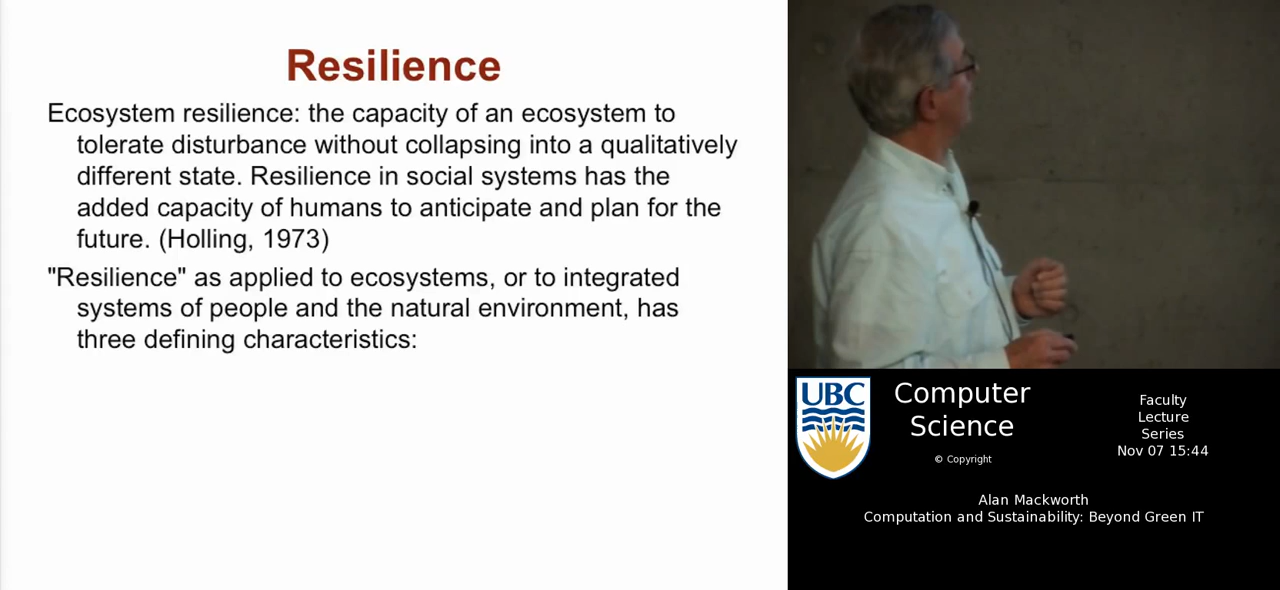 Resilience
Ecosystem resilience: the capacity of an ecosystem to
tolerate disturbance without collapsing into a qualitatively
different state. Resilience in social systems has the
added capacity of humans to anticipate and plan for the
future. (Holling, 1973)
"Resilience" as applied to ecosystems, or to integrated
systems of people and the natural environment, has
three defining characteristics:
UBC
Computer
Science
© Copyright
Faculty
Lecture
Series
Nov 07 15:44
Alan Mackworth
Computation and Sustainability: Beyond Green IT